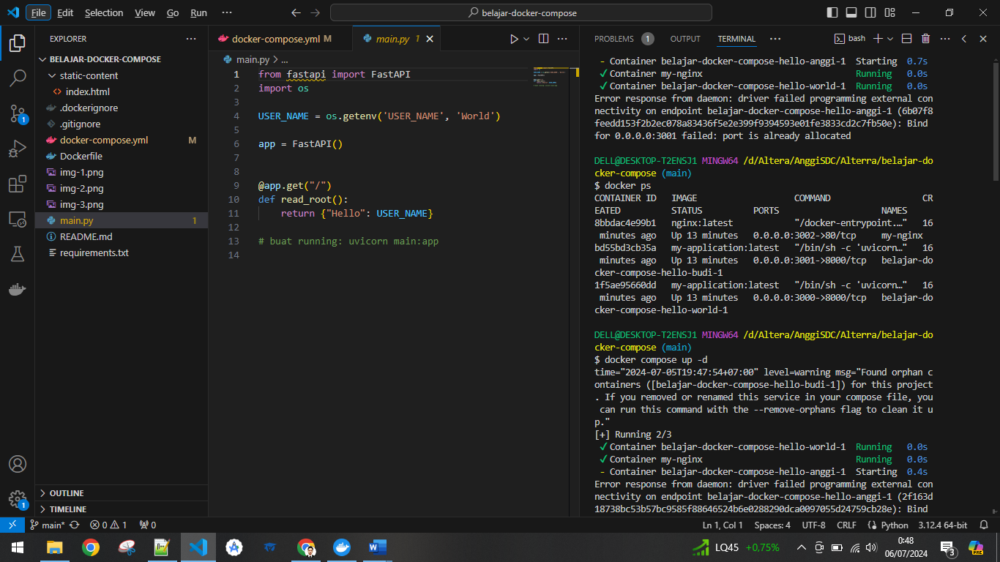 File Edit Selection View Go Run ··· belajar-docker-compose
EXPLORER ···
BELAJAR-DOCKER-COMPOSE
static-content
index.html
.dockerignore
.gitignore
docker-compose.yml M
Dockerfile
img-1.png
img-2.png
img-3.png
main.py 1
README.md
requirements.txt
OUTLINE
TIMELINE
1
1
docker-compose.yml M main.py 1
main.py > ...
1 from fastapi import FastAPI
2 import os
3
4 USER_NAME = os.getenv('USER_NAME', 'World')
5
6 app = FastAPI()
7
8
9 @app.get("/")
10 def read_root():
11 return {"Hello": USER_NAME}
12
13 # buat running: uvicorn main:app
14
PROBLEMS 1 OUTPUT TERMINAL ··· bash
- Container belajar-docker-compose-hello-anggi-1 Starting 0.7s
✓ Container my-nginx Running 0.0s
✓ Container belajar-docker-compose-hello-world-1 Running 0.0s
Error response from daemon: driver failed programming external con
nectivity on endpoint belajar-docker-compose-hello-anggi-1 (6b07f8
feedd153f2b2ec078a83436f5e2e399f9394593e01fe3833cd2c7fb50e): Bind
for 0.0.0.0:3001 failed: port is already allocated
DELL@DESKTOP-T2ENSJ1 MINGW64 /d/Altera/AnggiSDC/Alterra/belajar-do
cker-compose (main)
$ docker ps
CONTAINER ID IMAGE COMMAND CR
EATED STATUS PORTS NAMES
8bbdac4e99b1 nginx:latest "/docker-entrypoint.…" 16
minutes ago Up 13 minutes 0.0.0.0:3002->80/tcp my-nginx
bd55bd3cb35a my-application:latest "/bin/sh -c 'uvicorn…" 16
minutes ago Up 13 minutes 0.0.0.0:3001->8000/tcp belajar-do
cker-compose-hello-budi-1
1f5ae95660dd my-application:latest "/bin/sh -c 'uvicorn…" 16
minutes ago Up 13 minutes 0.0.0.0:3000->8000/tcp belajar-do
cker-compose-hello-world-1
DELL@DESKTOP-T2ENSJ1 MINGW64 /d/Altera/AnggiSDC/Alterra/belajar-do
cker-compose (main)
$ docker compose up -d
time="2024-07-05T19:47:54+07:00" level=warning msg="Found orphan c
ontainers ([belajar-docker-compose-hello-budi-1]) for this project
. If you removed or renamed this service in your compose file, you
can run this command with the --remove-orphans flag to clean it u
p."
[+] Running 2/3
✓ Container belajar-docker-compose-hello-world-1 Running 0.0s
✓ Container my-nginx Running 0.0s
- Container belajar-docker-compose-hello-anggi-1 Starting 0.4s
Error response from daemon: driver failed programming external con
nectivity on endpoint belajar-docker-compose-hello-anggi-1 (2f163d
18738bc53b57bc9585f88646524b6e0288290dca0097055d24759cb28e): Bind
main* 0 1 0 Ln 1, Col 1 Spaces: 4 UTF-8 CRLF Python 3.12.4 64-bit
LQ45 +0,75% 0:48
06/07/2024 3 PRE